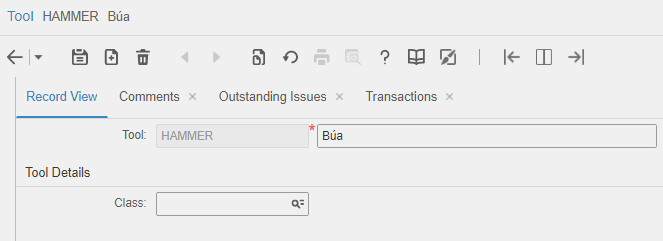 Tool HAMMER Búa
Record View Comments × Outstanding Issues × Transactions ×
Tool: HAMMER * Búa
Tool Details
Class: